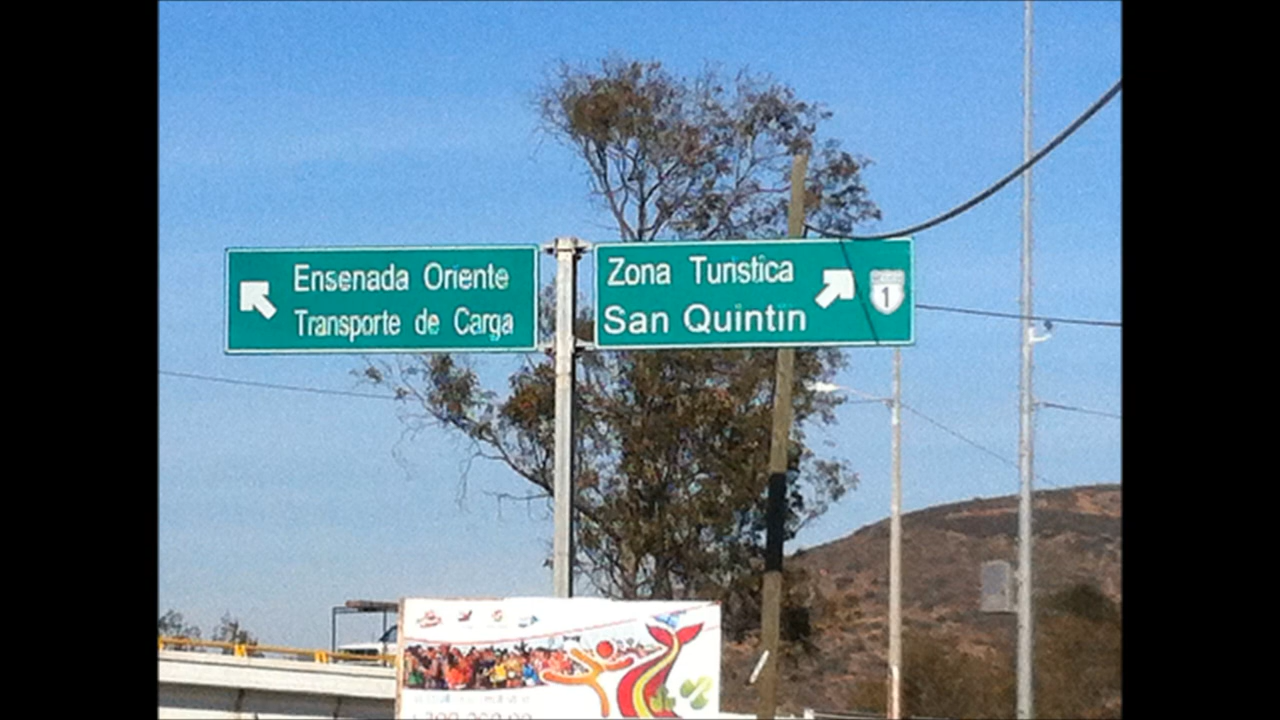 Ensenada Oriente
Transporte de Carga
Zona Turistica
San Quintin
1